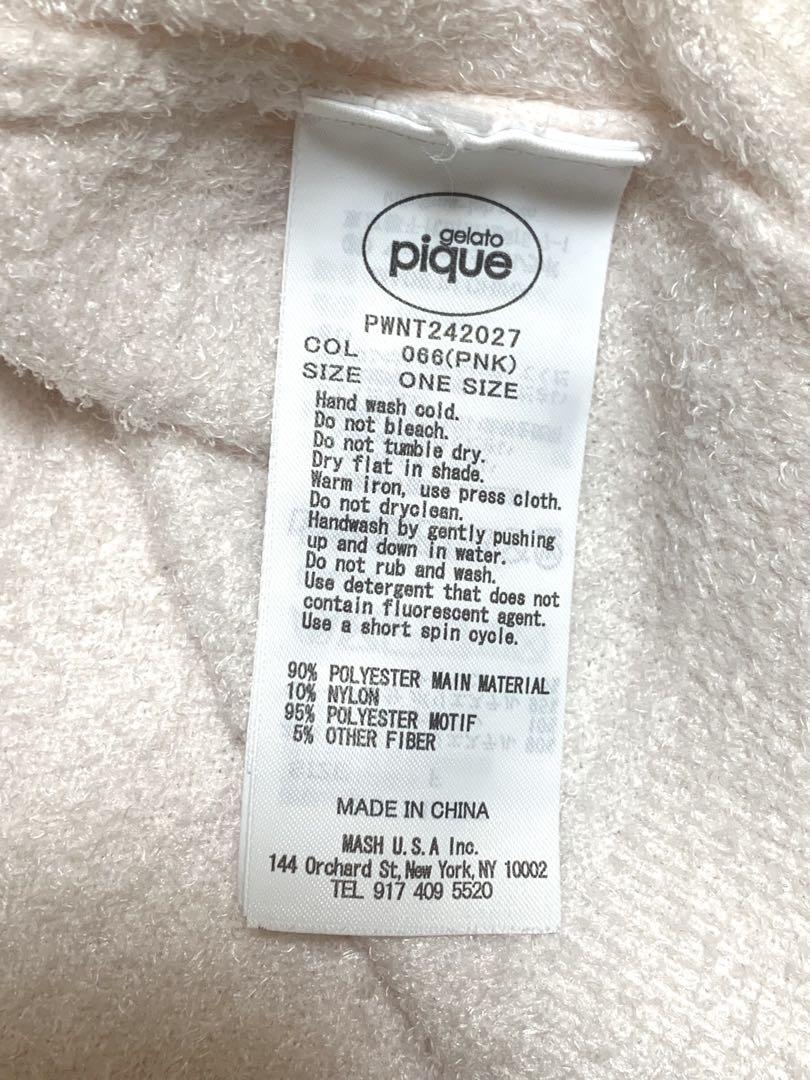 gelato
pique
PWNT242027
COL 066(PNK)
SIZE ONE SIZE
Hand wash cold.
Do not bleach.
Do not tumble dry.
Dry flat in shade.
Warm iron, use press cloth.
Do not dryclean.
Handwash by gently pushing
up and down in water.
Do not rub and wash.
Use detergent that does not
contain fluorescent agent.
Use a short spin cycle.
90% POLYESTER MAIN MATERIAL
10% NYLON
95% POLYESTER MOTIF
5% OTHER FIBER
MADE IN CHINA
MASH U.S.A Inc.
144 Orchard St, New York, NY 10002
TEL 917 409 5520